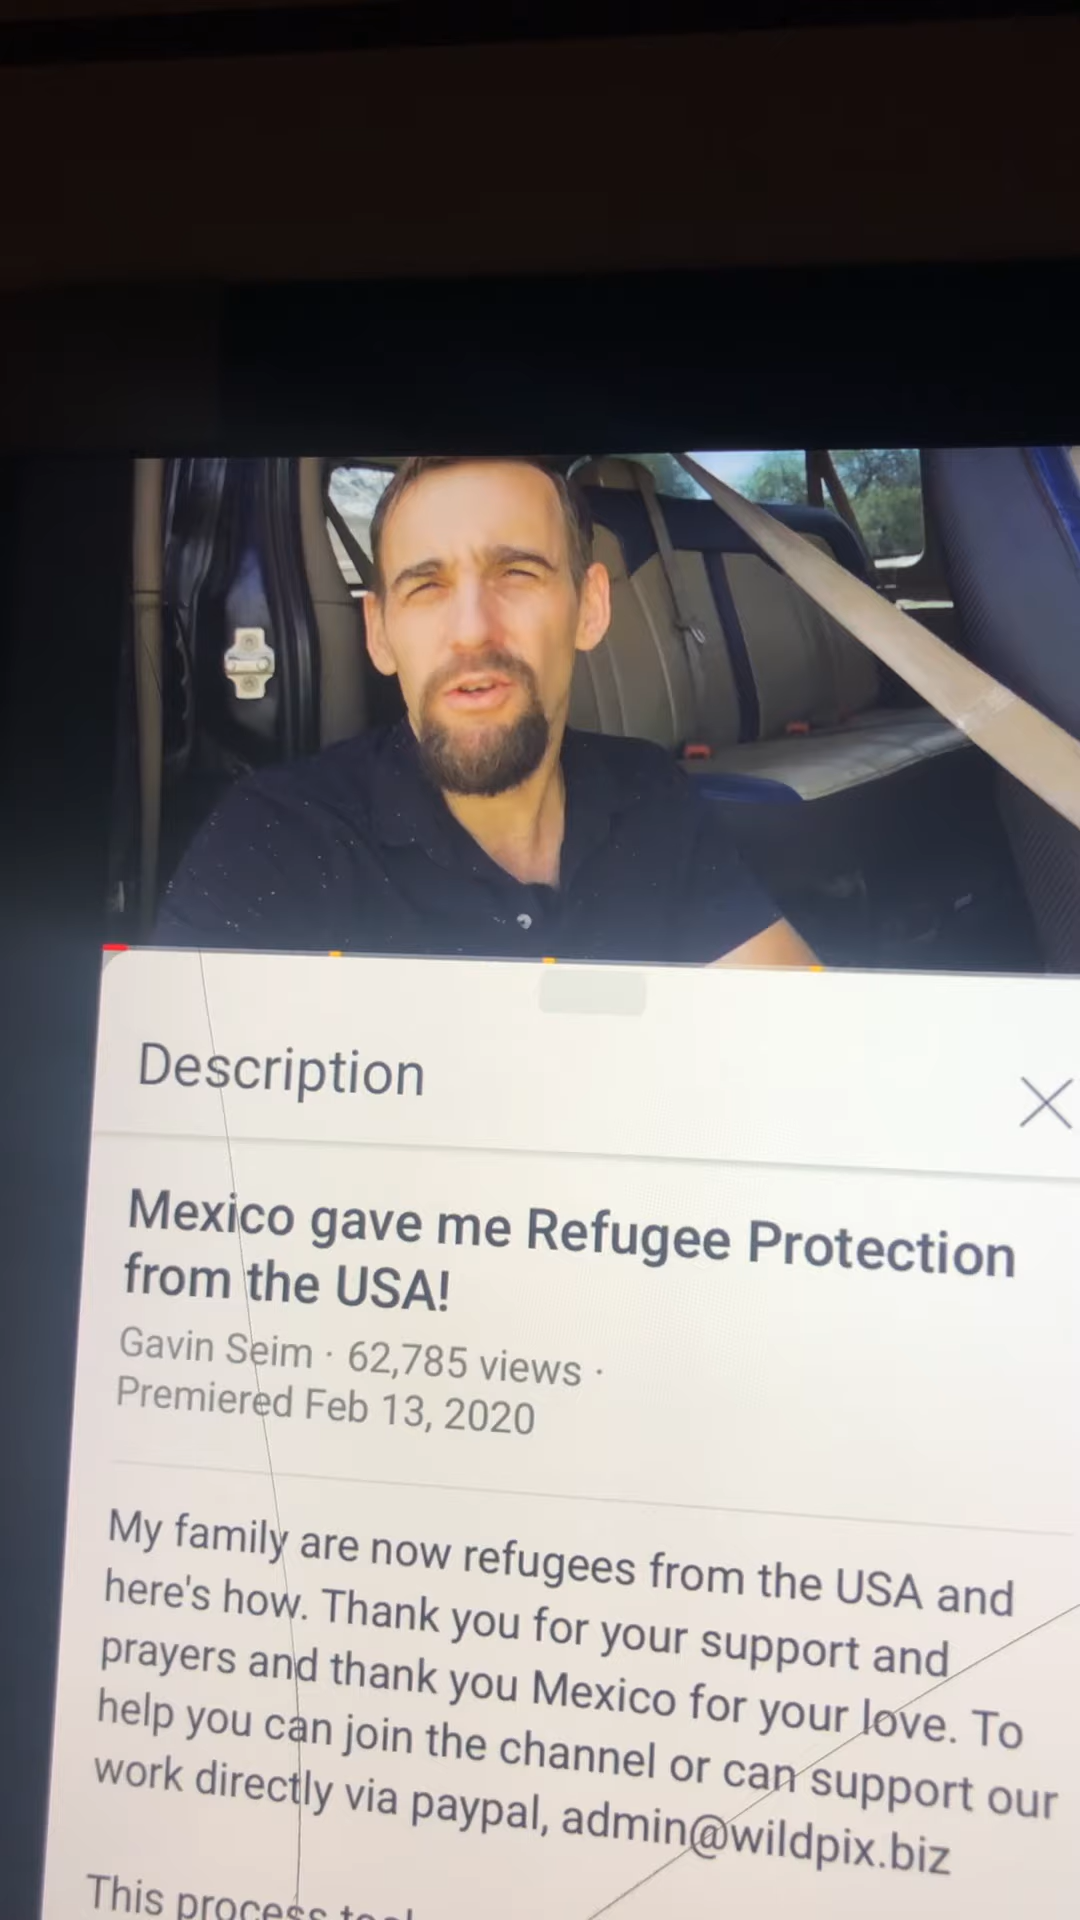 Description
Mexico gave me Refugee Protection
from the USA!
Gavin Seim · 62,785 views ·
Premiered Feb 13, 2020
My family are now refugees from the USA and
here's how. Thank you for your support and
prayers and thank you Mexico for your love. To
help you can join the channel or can support our
work directly via paypal, admin@wildpix.biz
This process